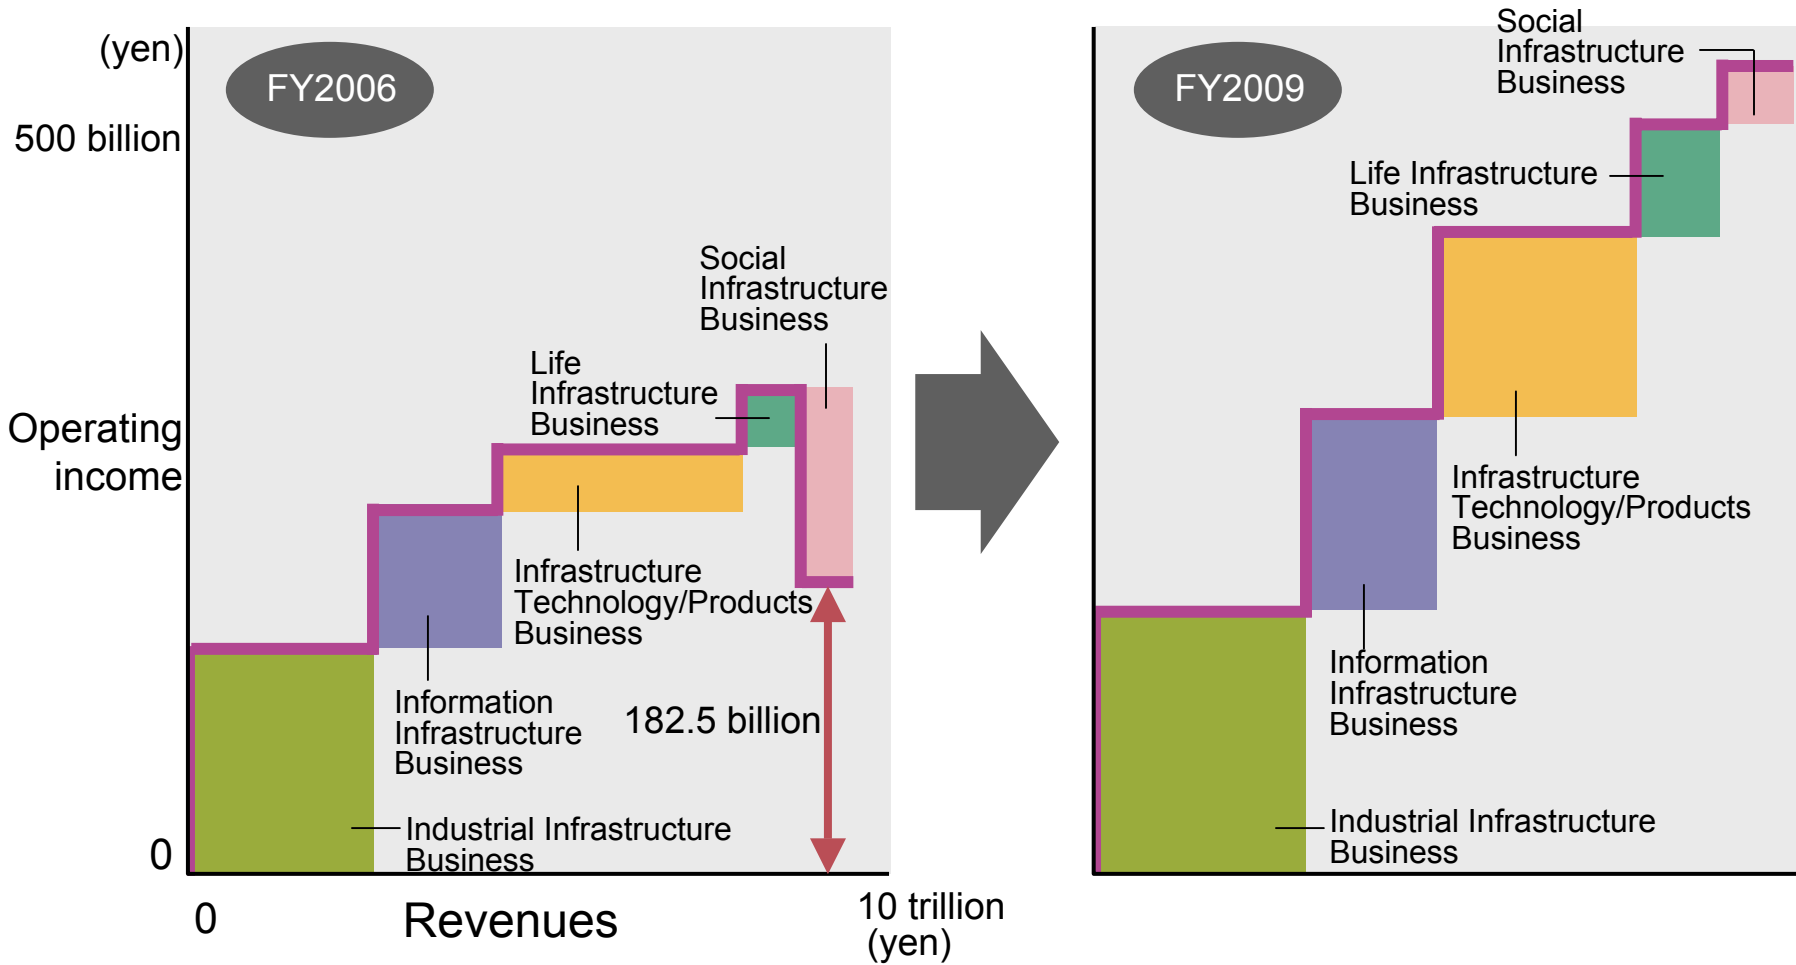 (yen)
500 billion
Operating
income
0
0
Revenues
10 trillion
(yen)
FY2006
Social
Infrastructure
Business
Life
Infrastructure
Business
Infrastructure
Technology/Products
Business
Information
Infrastructure
Business
182.5 billion
Industrial Infrastructure
Business
FY2009
Social
Infrastructure
Business
Life Infrastructure
Business
Infrastructure
Technology/Products
Business
Information
Infrastructure
Business
Industrial Infrastructure
Business